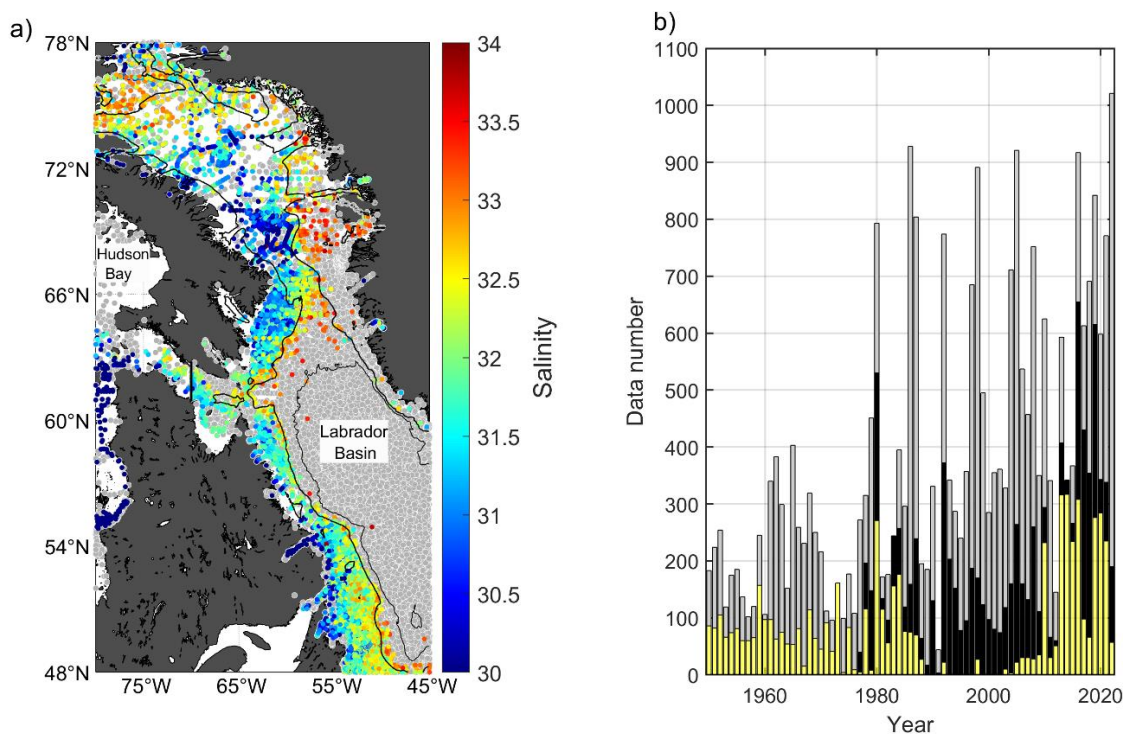 a)
78°N
72°N
66°N
60°N
54°N
48°N
75°W
65°W
55°W
45°W
Hudson
Bay
Labrador
Basin
34
33.5
33
32.5
32
31.5
31
30.5
30
Salinity
b)
1100
1000
900
800
700
600
500
400
300
200
100
0
Data number
1960
1980
2000
2020
Year